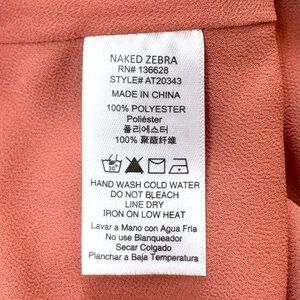 NAKED ZEBRA
RN# 136628
STYLE# AT20343
MADE IN CHINA
100% POLYESTER
Poliéster
폴리에스터
100% 聚酯纤维
HAND WASH COLD WATER
DO NOT BLEACH
LINE DRY
IRON ON LOW HEAT
Lavar a Mano con Agua Fria
No use Blanqueador
Secar Colgado
Planchar a Baja Temperatura